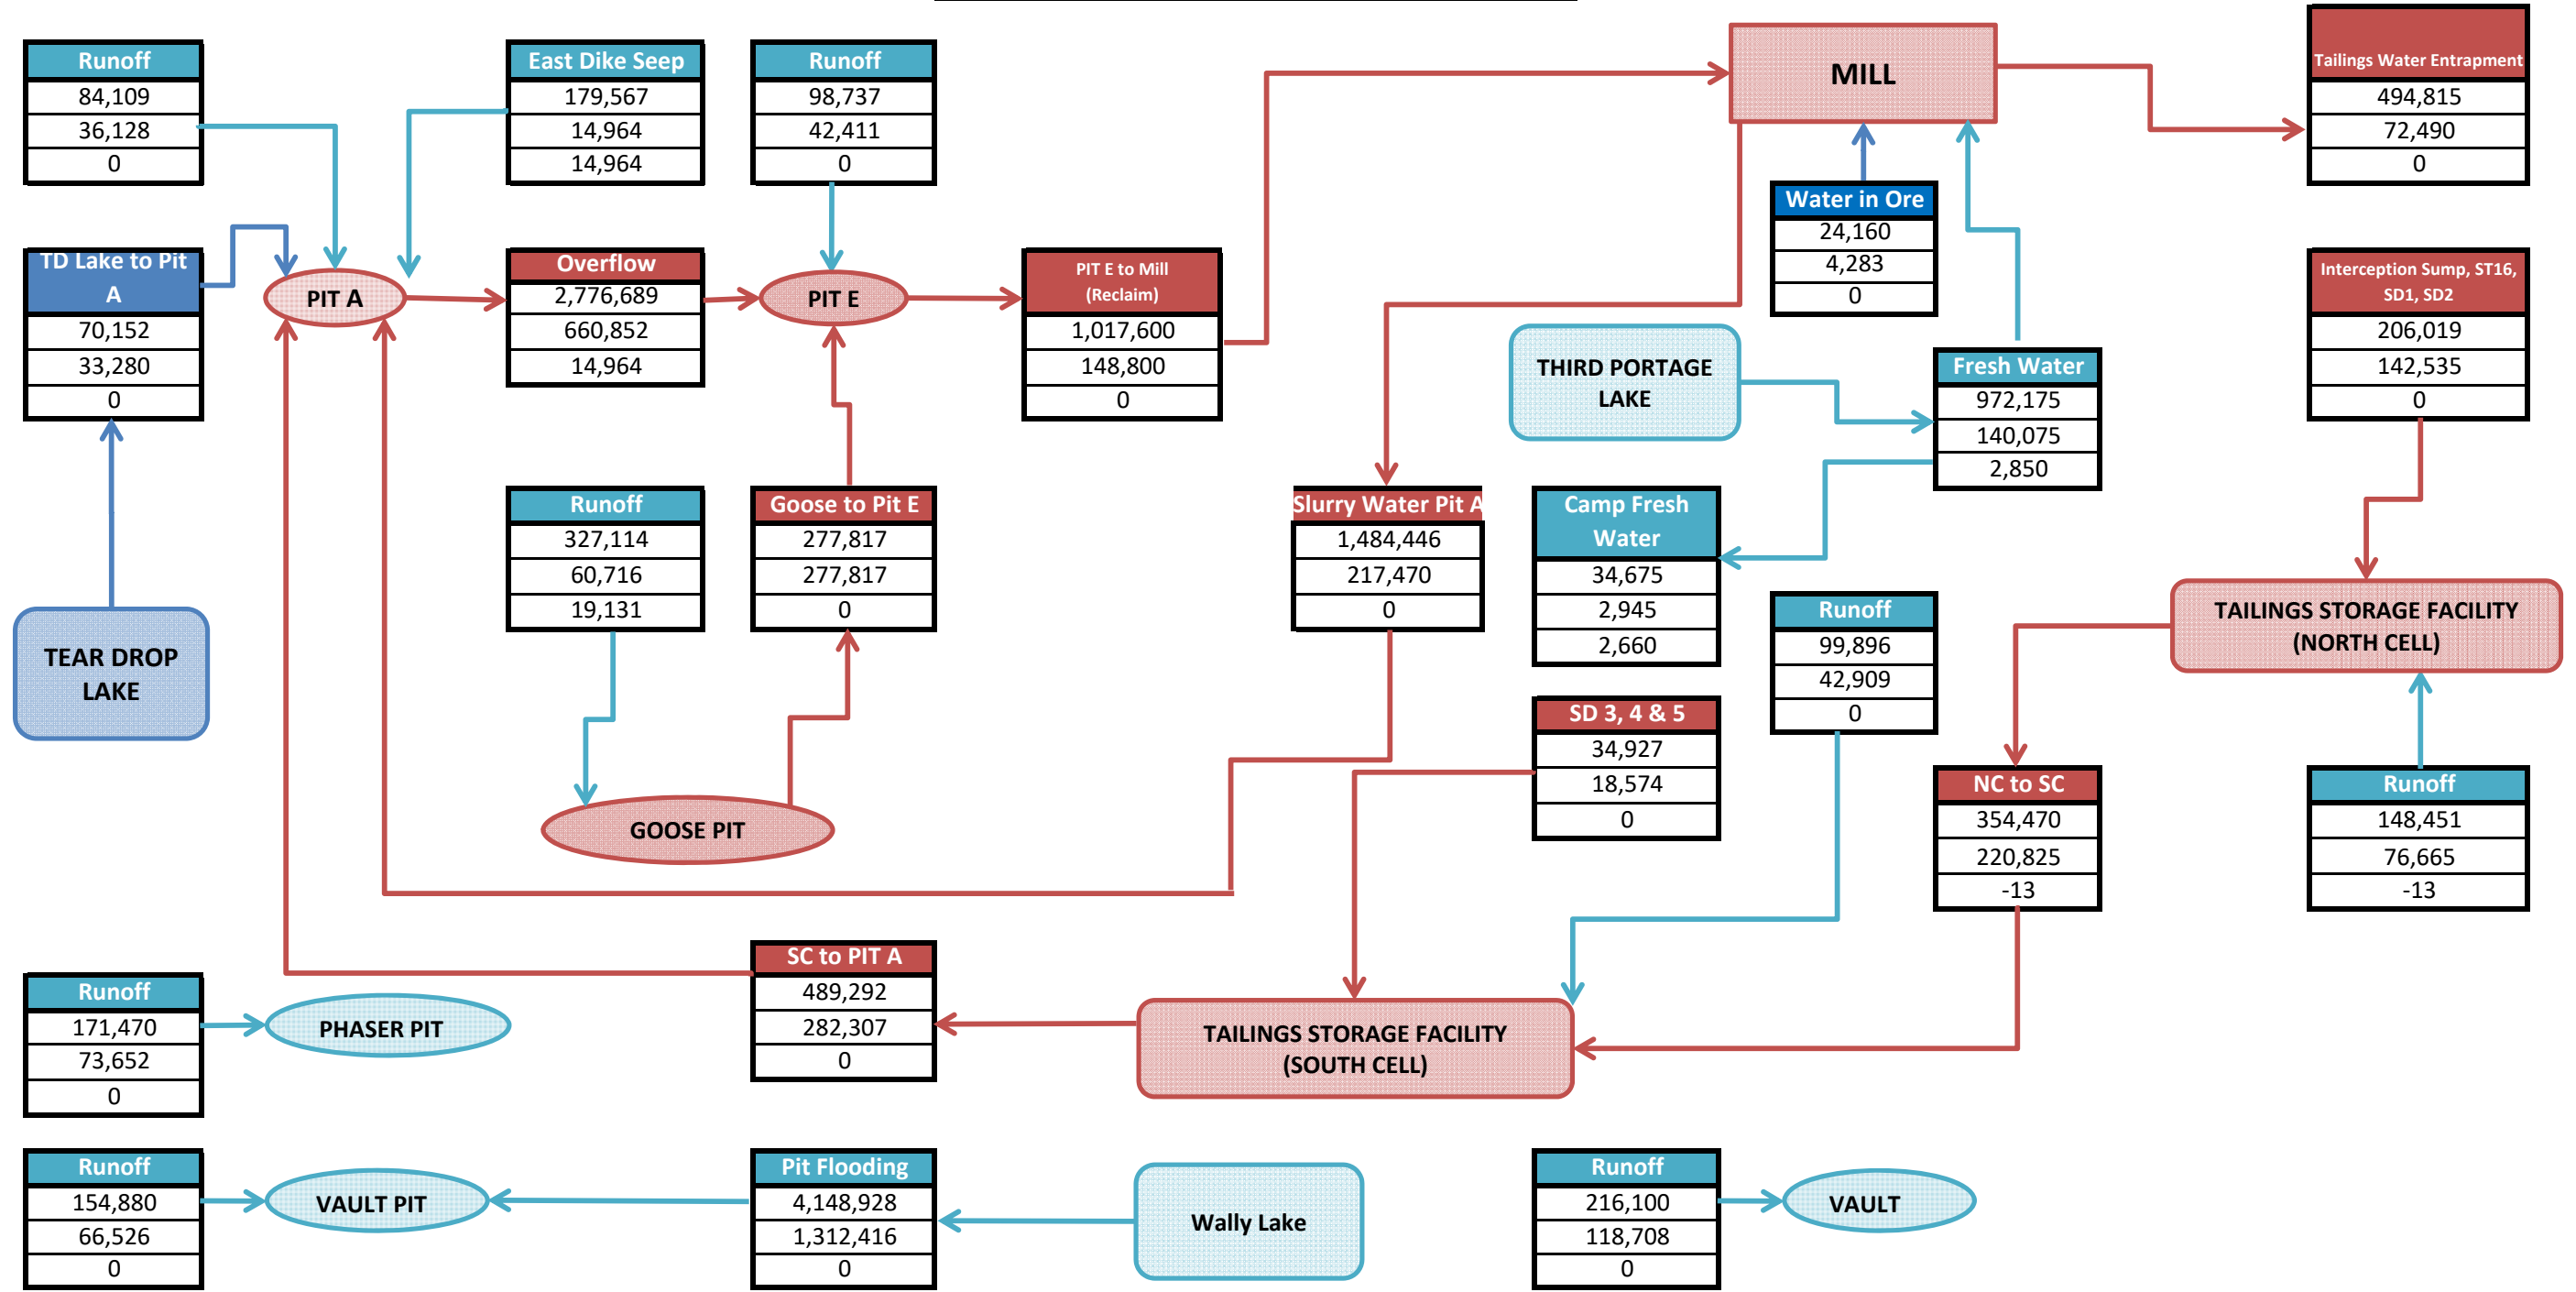 Runoff
84,109
36,128
0
East Dike Seep
179,567
14,964
14,964
Runoff
98,737
42,411
0
MILL
Tailings Water Entrapment
494,815
72,490
0
Water in Ore
24,160
4,283
0
TD Lake to Pit
A
70,152
33,280
0
PIT A
Overflow
2,776,689
660,852
14,964
PIT E
PIT E to Mill
(Reclaim)
1,017,600
148,800
0
Interception Sump, ST16,
SD1, SD2
206,019
142,535
0
THIRD PORTAGE
LAKE
Fresh Water
972,175
140,075
2,850
Runoff
327,114
60,716
19,131
Goose to Pit E
277,817
277,817
0
Slurry Water Pit A
1,484,446
217,470
0
Camp Fresh
Water
34,675
2,945
2,660
Runoff
99,896
42,909
0
TAILINGS STORAGE FACILITY
(NORTH CELL)
TEAR DROP
LAKE
SD 3, 4 & 5
34,927
18,574
0
GOOSE PIT
NC to SC
354,470
220,825
-13
Runoff
148,451
76,665
-13
SC to PIT A
489,292
282,307
0
Runoff
171,470
73,652
0
PHASER PIT
TAILINGS STORAGE FACILITY
(SOUTH CELL)
Runoff
154,880
66,526
0
VAULT PIT
Pit Flooding
4,148,928
1,312,416
0
Wally Lake
Runoff
216,100
118,708
0
VAULT